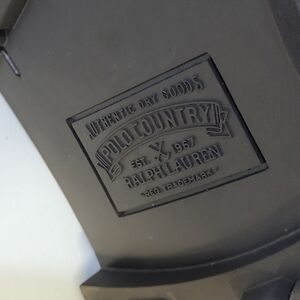 AUTHENTIC DRY GOODS
POLO COUNTRY
EST. 1967
RALPH LAUREN
REG. TRADEMARK